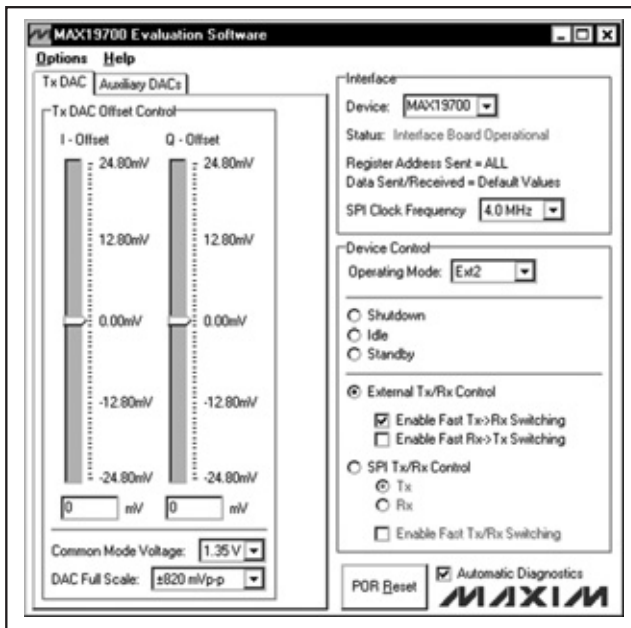 MAX19700 Evaluation Software
Options Help
Tx DAC Auxiliary DACs
Tx DAC Offset Control
I - Offset Q - Offset
24.80mV 24.80mV
12.80mV 12.80mV
0.00mV 0.00mV
-12.80mV -12.80mV
-24.80mV -24.80mV
0 mV 0 mV
Common Mode Voltage: 1.35 V
DAC Full Scale: ±820 mVp-p
Interface
Device: MAX19700
Status: Interface Board Operational
Register Address Sent = ALL
Data Sent/Received = Default Values
SPI Clock Frequency 4.0 MHz
Device Control
Operating Mode: Ext2
Shutdown
Idle
Standby
External Tx/Rx Control
Enable Fast Tx->Rx Switching
Enable Fast Rx->Tx Switching
SPI Tx/Rx Control
Tx
Rx
Enable Fast Tx/Rx Switching
POR Reset
Automatic Diagnostics
MAXIM